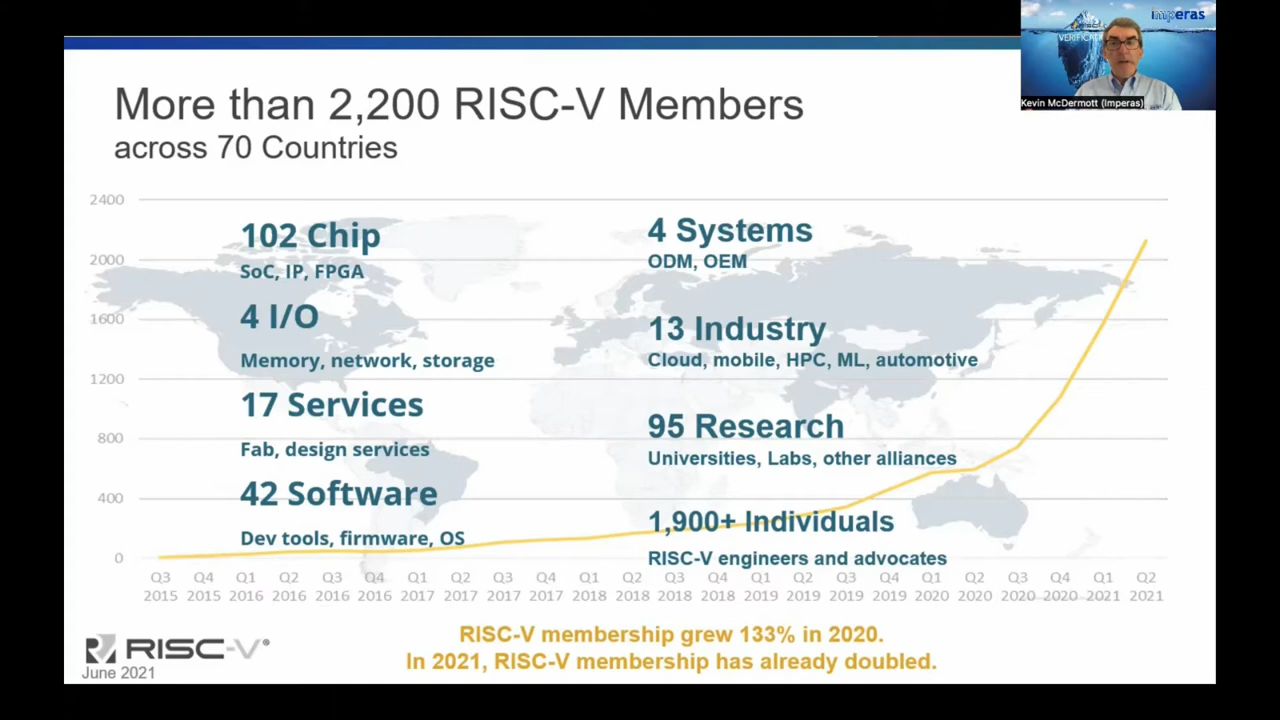 imperas
VERIFICAT
Kevin McDermott (Imperas)
More than 2,200 RISC-V Members
across 70 Countries
2400
2000
1600
1200
800
400
0
102 Chip
SoC, IP, FPGA
4 I/O
Memory, network, storage
17 Services
Fab, design services
42 Software
Dev tools, firmware, OS
4 Systems
ODM, OEM
13 Industry
Cloud, mobile, HPC, ML, automotive
95 Research
Universities, Labs, other alliances
1,900+ Individuals
RISC-V engineers and advocates
Q3 Q4 Q1 Q2 Q3 Q4 Q1 Q2 Q3 Q4 Q1 Q2 Q3 Q4 Q1 Q2 Q3 Q4 Q1 Q2 Q3 Q4 Q1 Q2
2015 2015 2016 2016 2016 2016 2017 2017 2017 2017 2018 2018 2018 2018 2019 2019 2019 2019 2020 2020 2020 2020 2021 2021
RISC-V membership grew 133% in 2020.
In 2021, RISC-V membership has already doubled.
RISC-V®
June 2021